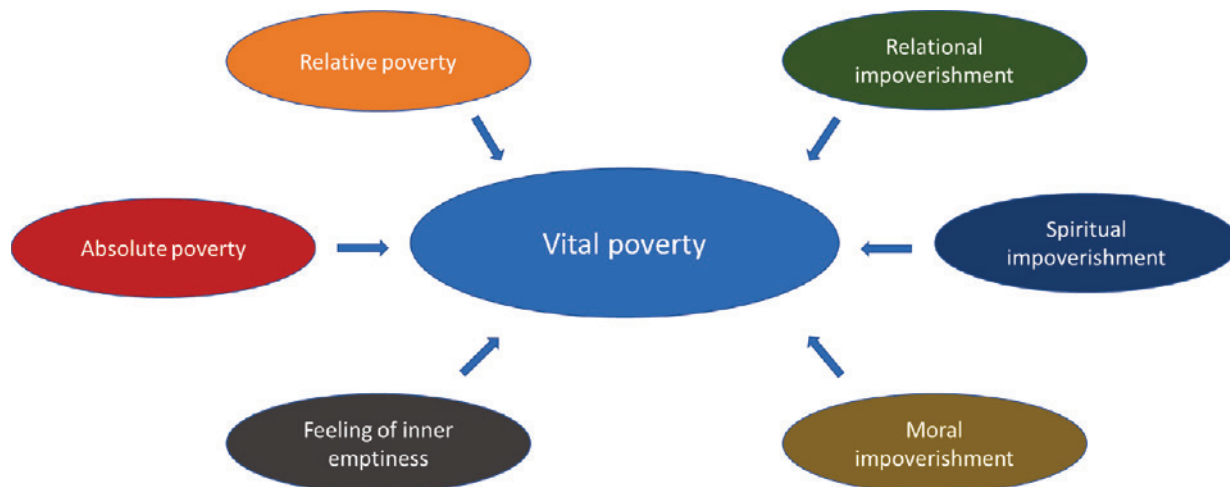 Relative poverty
Relational
impoverishment
Absolute poverty
Vital poverty
Spiritual
impoverishment
Feeling of inner
emptiness
Moral
impoverishment